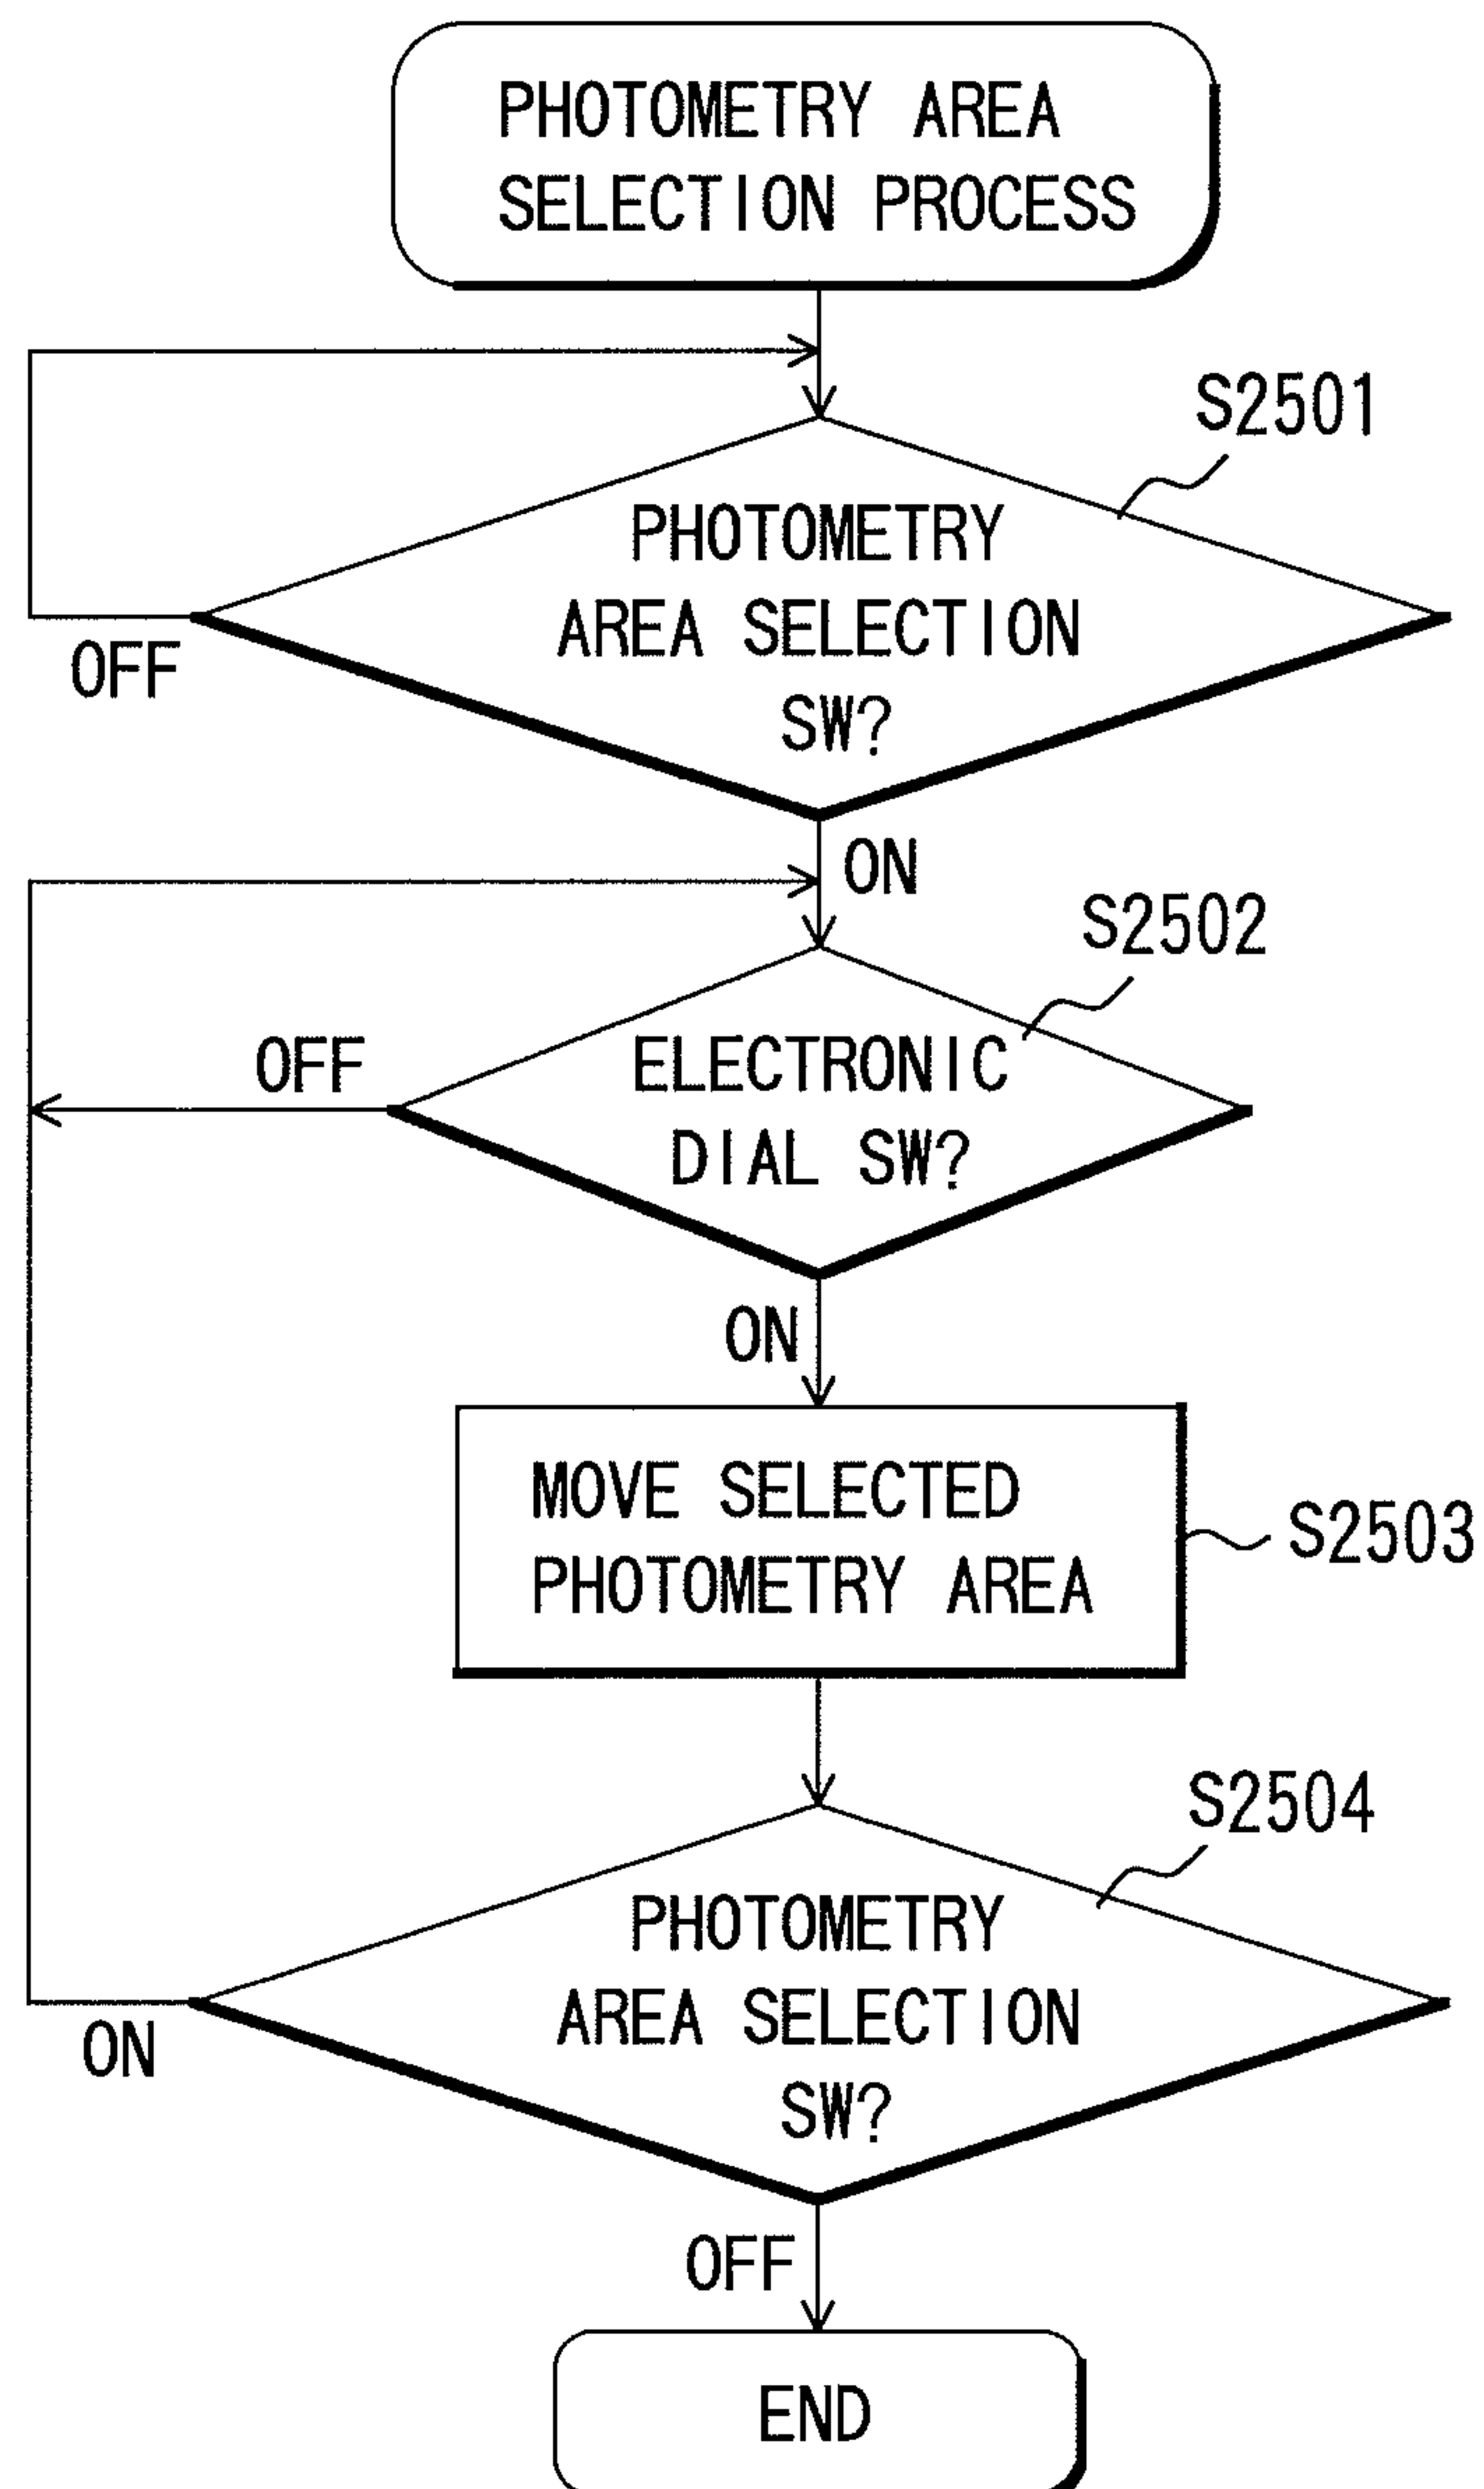 PHOTOMETRY AREA
SELECTION PROCESS
S2501
PHOTOMETRY
AREA SELECTION
SW?
OFF
ON
S2502
OFF
ELECTRONIC
DIAL SW?
ON
MOVE SELECTED
PHOTOMETRY AREA
S2503
S2504
PHOTOMETRY
AREA SELECTION
SW?
ON
OFF
END